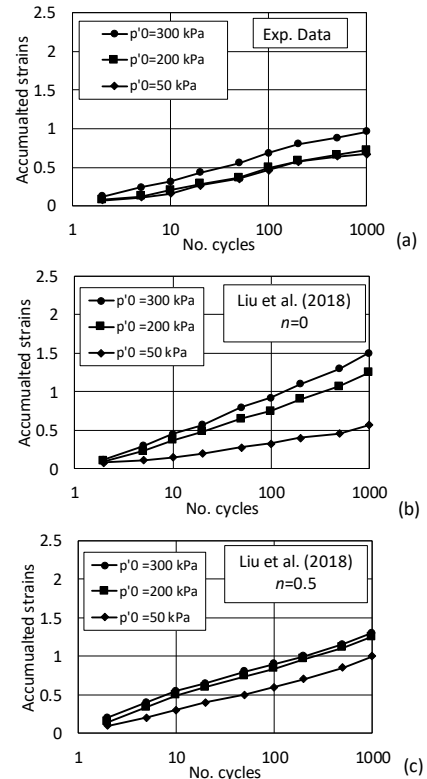 2.5
2
1.5
1
0.5
0
Accumualted strains
p'0=300 kPa
p'0=200 kPa
p'0=50 kPa
Exp. Data
1 10 100 1000
No. cycles
(a)
2.5
2
1.5
1
0.5
0
Accumualted strains
p'0=300 kPa
p'0=200 kPa
p'0=50 kPa
Liu et al. (2018)
n=0
1 10 100 1000
No. cycles
(b)
2.5
2
1.5
1
0.5
0
Accumualted strains
p'0=300 kPa
p'0=200 kPa
p'0=50 kPa
Liu et al. (2018)
n=0.5
1 10 100 1000
No. cycles
(c)